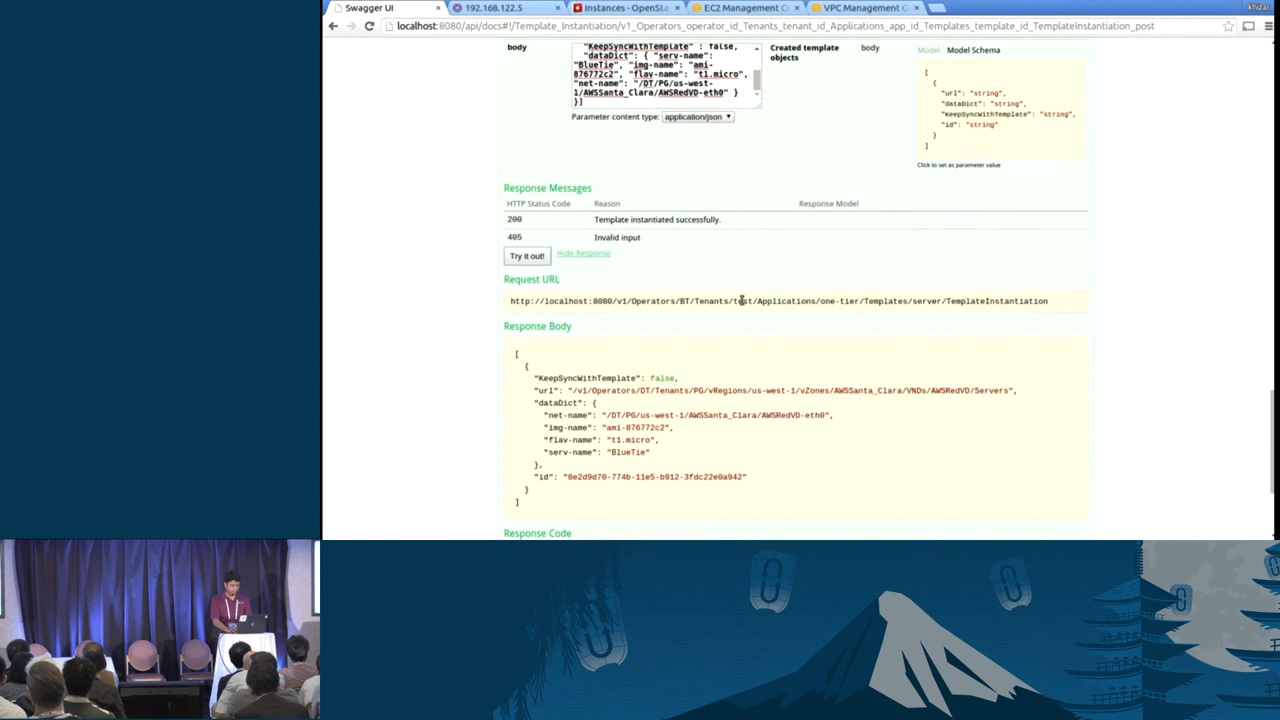 Swagger UI
192.168.122.5
Instances - OpenSta
EC2 Management C
VPC Management C
khizar
localhost:8080/api/docs#!/Template_Instantiation/v1_Operators_operator_id_Tenants_tenant_id_Applications_app_id_Templates_template_id_TemplateInstantiation_post
body
"KeepSyncWithTemplate" : false,
"dataDict": { "serv-name":
"BlueTie", "img-name": "ami-
876772c2", "flav-name": "t1.micro",
"net-name": "/DT/PG/us-west-
1/AWSSanta_Clara/AWSRedVD-eth0" }
}]
Parameter content type: application/json
Created template
objects
body
Model Model Schema
[
{
"url": "string",
"dataDict": "string",
"KeepSyncWithTemplate": "string",
"id": "string"
}
]
Click to set as parameter value
Response Messages
HTTP Status Code Reason Response Model
200 Template instantiated successfully.
405 Invalid input
Try it out! Hide Response
Request URL
http://localhost:8080/v1/Operators/BT/Tenants/test/Applications/one-tier/Templates/server/TemplateInstantiation
Response Body
[
{
"KeepSyncWithTemplate": false,
"url": "/v1/Operators/DT/Tenants/PG/vRegions/us-west-1/vZones/AWSSanta_Clara/VNDs/AWSRedVD/Servers",
"dataDict": {
"net-name": "/DT/PG/us-west-1/AWSSanta_Clara/AWSRedVD-eth0",
"img-name": "ami-876772c2",
"flav-name": "t1.micro",
"serv-name": "BlueTie"
},
"id": "8e2d9d70-774b-11e5-b912-3fdc22e0a942"
}
]
Response Code